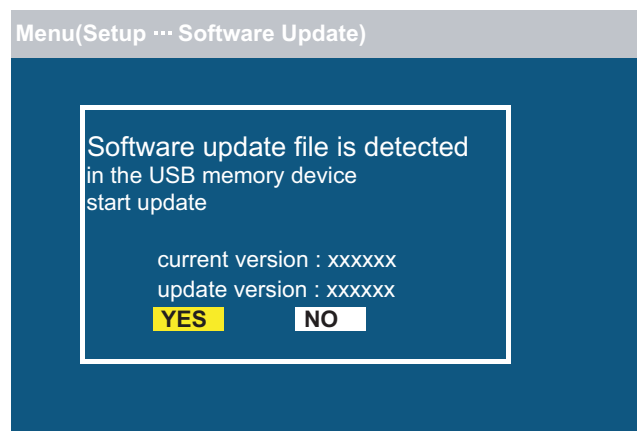 Menu(Setup ··· Software Update)
Software update file is detected
in the USB memory device
start update
current version : xxxxxx
update version : xxxxxx
YES NO